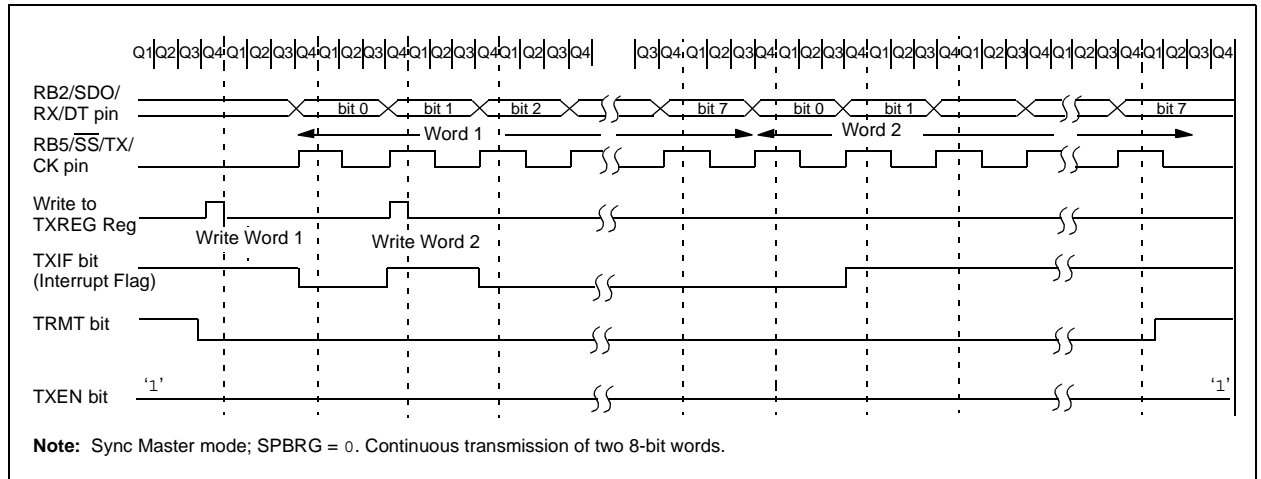 Q1 Q2 Q3 Q4 Q1 Q2 Q3 Q4 Q1 Q2 Q3 Q4 Q1 Q2 Q3 Q4 Q1 Q2 Q3 Q4 Q3 Q4 Q1 Q2 Q3 Q4 Q1 Q2 Q3 Q4 Q1 Q2 Q3 Q4 Q1 Q2 Q3 Q4 Q1 Q2 Q3 Q4 Q1 Q2 Q3 Q4
RB2/SDO/
RX/DT pin
bit 0 bit 1 bit 2 bit 7 bit 0 bit 1 bit 7
Word 1 Word 2
RB5/SS/TX/
CK pin
Write to
TXREG Reg
Write Word 1 Write Word 2
TXIF bit
(Interrupt Flag)
TRMT bit
TXEN bit '1' '1'
Note: Sync Master mode; SPBRG = 0. Continuous transmission of two 8-bit words.